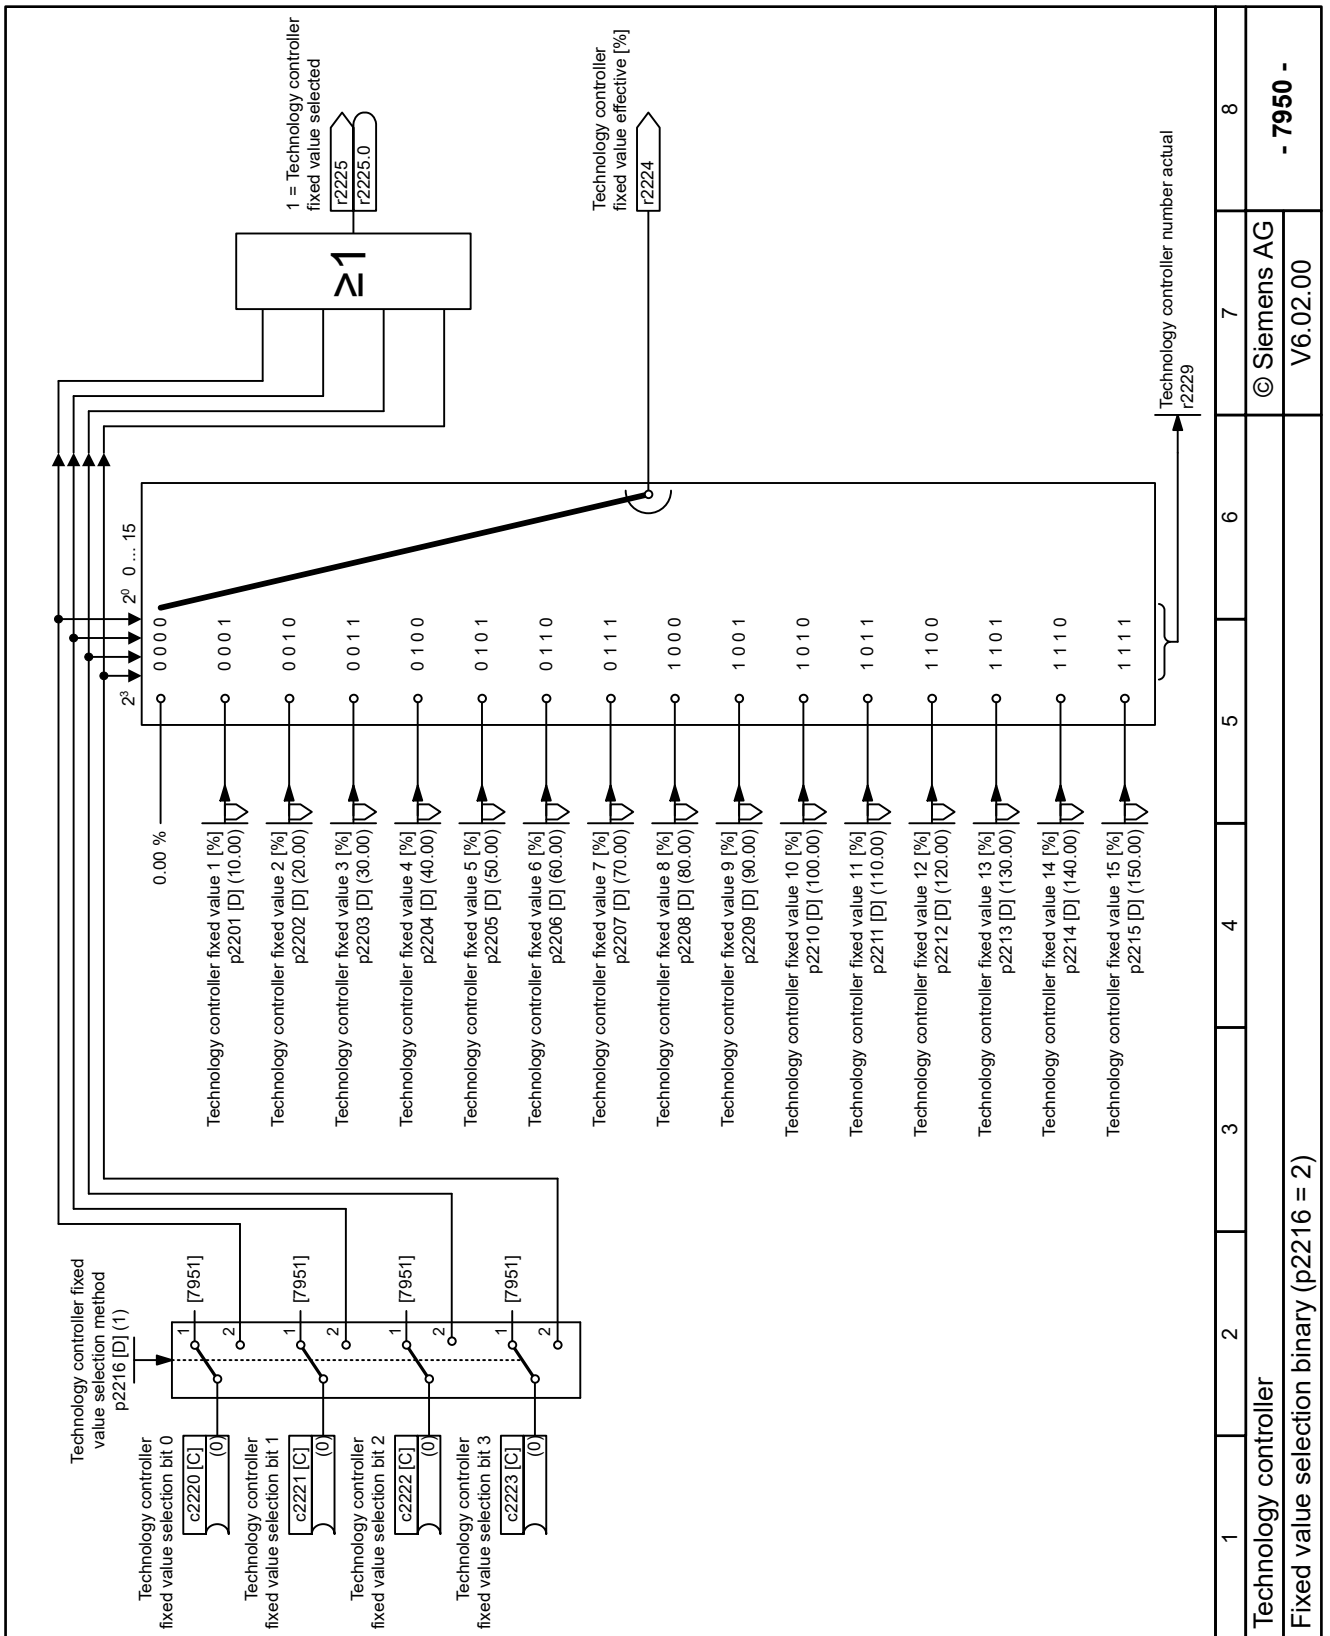 Technology controller fixed
value selection method
p2216 [D] (1)
Technology controller
fixed value selection bit 0
c2220 [C]
(0)
1
[7951]
2
Technology controller
fixed value selection bit 1
c2221 [C]
(0)
1
[7951]
2
Technology controller
fixed value selection bit 2
c2222 [C]
(0)
1
[7951]
2
Technology controller
fixed value selection bit 3
c2223 [C]
(0)
1
[7951]
2
2³ 2⁰ 0 ... 15
0.00 %
0 0 0 0
Technology controller fixed value 1 [%]
p2201 [D] (10.00)
0 0 0 1
Technology controller fixed value 2 [%]
p2202 [D] (20.00)
0 0 1 0
Technology controller fixed value 3 [%]
p2203 [D] (30.00)
0 0 1 1
Technology controller fixed value 4 [%]
p2204 [D] (40.00)
0 1 0 0
Technology controller fixed value 5 [%]
p2205 [D] (50.00)
0 1 0 1
Technology controller fixed value 6 [%]
p2206 [D] (60.00)
0 1 1 0
Technology controller fixed value 7 [%]
p2207 [D] (70.00)
0 1 1 1
Technology controller fixed value 8 [%]
p2208 [D] (80.00)
1 0 0 0
Technology controller fixed value 9 [%]
p2209 [D] (90.00)
1 0 0 1
Technology controller fixed value 10 [%]
p2210 [D] (100.00)
1 0 1 0
Technology controller fixed value 11 [%]
p2211 [D] (110.00)
1 0 1 1
Technology controller fixed value 12 [%]
p2212 [D] (120.00)
1 1 0 0
Technology controller fixed value 13 [%]
p2213 [D] (130.00)
1 1 0 1
Technology controller fixed value 14 [%]
p2214 [D] (140.00)
1 1 1 0
Technology controller fixed value 15 [%]
p2215 [D] (150.00)
1 1 1 1
≥1
1 = Technology controller
fixed value selected
r2225
r2225.0
Technology controller
fixed value effective [%]
r2224
Technology controller number actual
r2229
1 2 3 4 5 6 7 8
Technology controller
© Siemens AG
- 7950 -
Fixed value selection binary (p2216 = 2)
V6.02.00